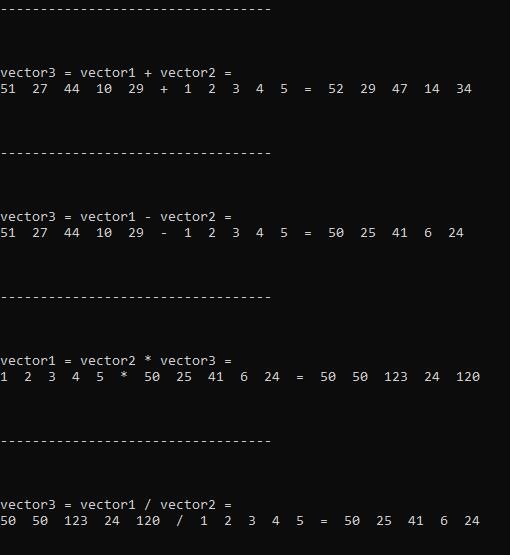 ----------------------------------
vector3 = vector1 + vector2 =
51  27  44  10  29  +  1  2  3  4  5  =  52  29  47  14  34
----------------------------------
vector3 = vector1 - vector2 =
51  27  44  10  29  -  1  2  3  4  5  =  50  25  41  6  24
----------------------------------
vector1 = vector2 * vector3 =
1  2  3  4  5  *  50  25  41  6  24  =  50  50  123  24  120
----------------------------------
vector3 = vector1 / vector2 =
50  50  123  24  120  /  1  2  3  4  5  =  50  25  41  6  24